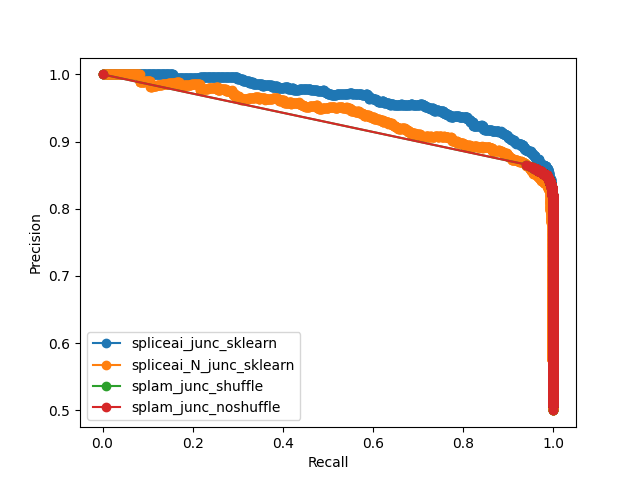 1.0
0.9
0.8
0.7
0.6
0.5
Precision
spliceai_junc_sklearn
spliceai_N_junc_sklearn
splam_junc_shuffle
splam_junc_noshuffle
0.0 0.2 0.4 0.6 0.8 1.0
Recall